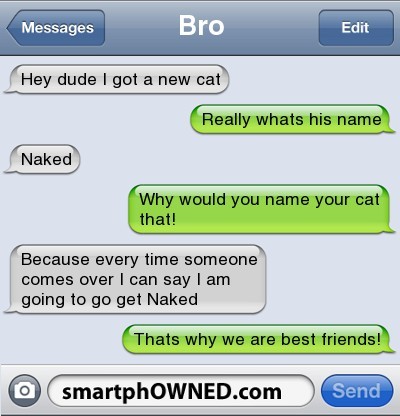 Messages
Bro
Edit
Hey dude I got a new cat
Really whats his name
Naked
Why would you name your cat
that!
Because every time someone
comes over I can say I am
going to go get Naked
Thats why we are best friends!
smartphOWNED.com
Send